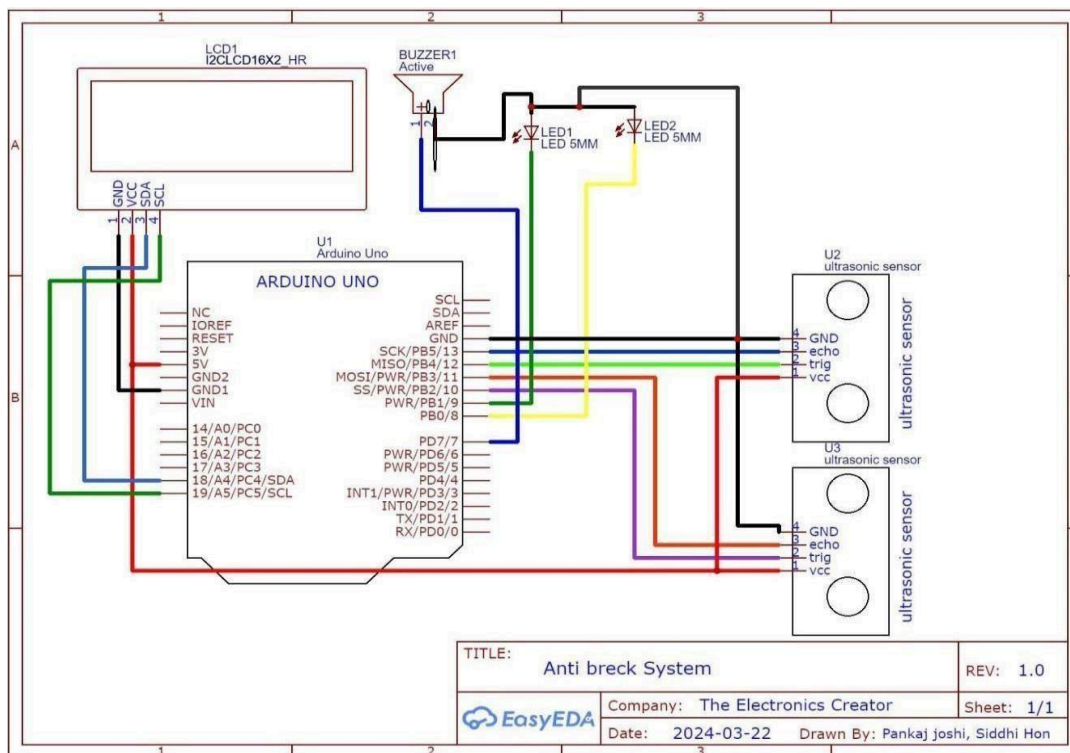 1
2
3
A
B
LCD1
I2CLCD16X2_HR
GND
VCC
SDA
SCL
1
2
3
4
BUZZER1
Active
1
2
LED1
LED 5MM
LED2
LED 5MM
U1
Arduino Uno
ARDUINO UNO
NC
IOREF
RESET
3V
5V
GND2
GND1
VIN
14/A0/PC0
15/A1/PC1
16/A2/PC2
17/A3/PC3
18/A4/PC4/SDA
19/A5/PC5/SCL
SCL
SDA
AREF
GND
SCK/PB5/13
MISO/PB4/12
MOSI/PWR/PB3/11
SS/PWR/PB2/10
PWR/PB1/9
PB0/8
PD7/7
PWR/PD6/6
PWR/PD5/5
PD4/4
INT1/PWR/PD3/3
INT0/PD2/2
TX/PD1/1
RX/PD0/0
U2
ultrasonic sensor
4 GND
3 echo
2 trig
1 vcc
ultrasonic sensor
U3
ultrasonic sensor
4 GND
3 echo
2 trig
1 vcc
ultrasonic sensor
TITLE:
Anti breck System
REV: 1.0
EasyEDA
Company: The Electronics Creator
Sheet: 1/1
Date: 2024-03-22 Drawn By: Pankaj joshi, Siddhi Hon
1
2
3